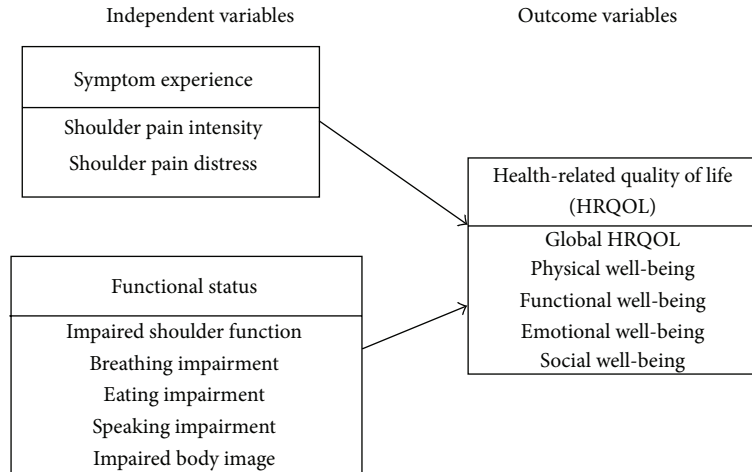 Independent variables
Outcome variables
Symptom experience
Shoulder pain intensity
Shoulder pain distress
Health-related quality of life
(HRQOL)
Global HRQOL
Physical well-being
Functional well-being
Emotional well-being
Social well-being
Functional status
Impaired shoulder function
Breathing impairment
Eating impairment
Speaking impairment
Impaired body image